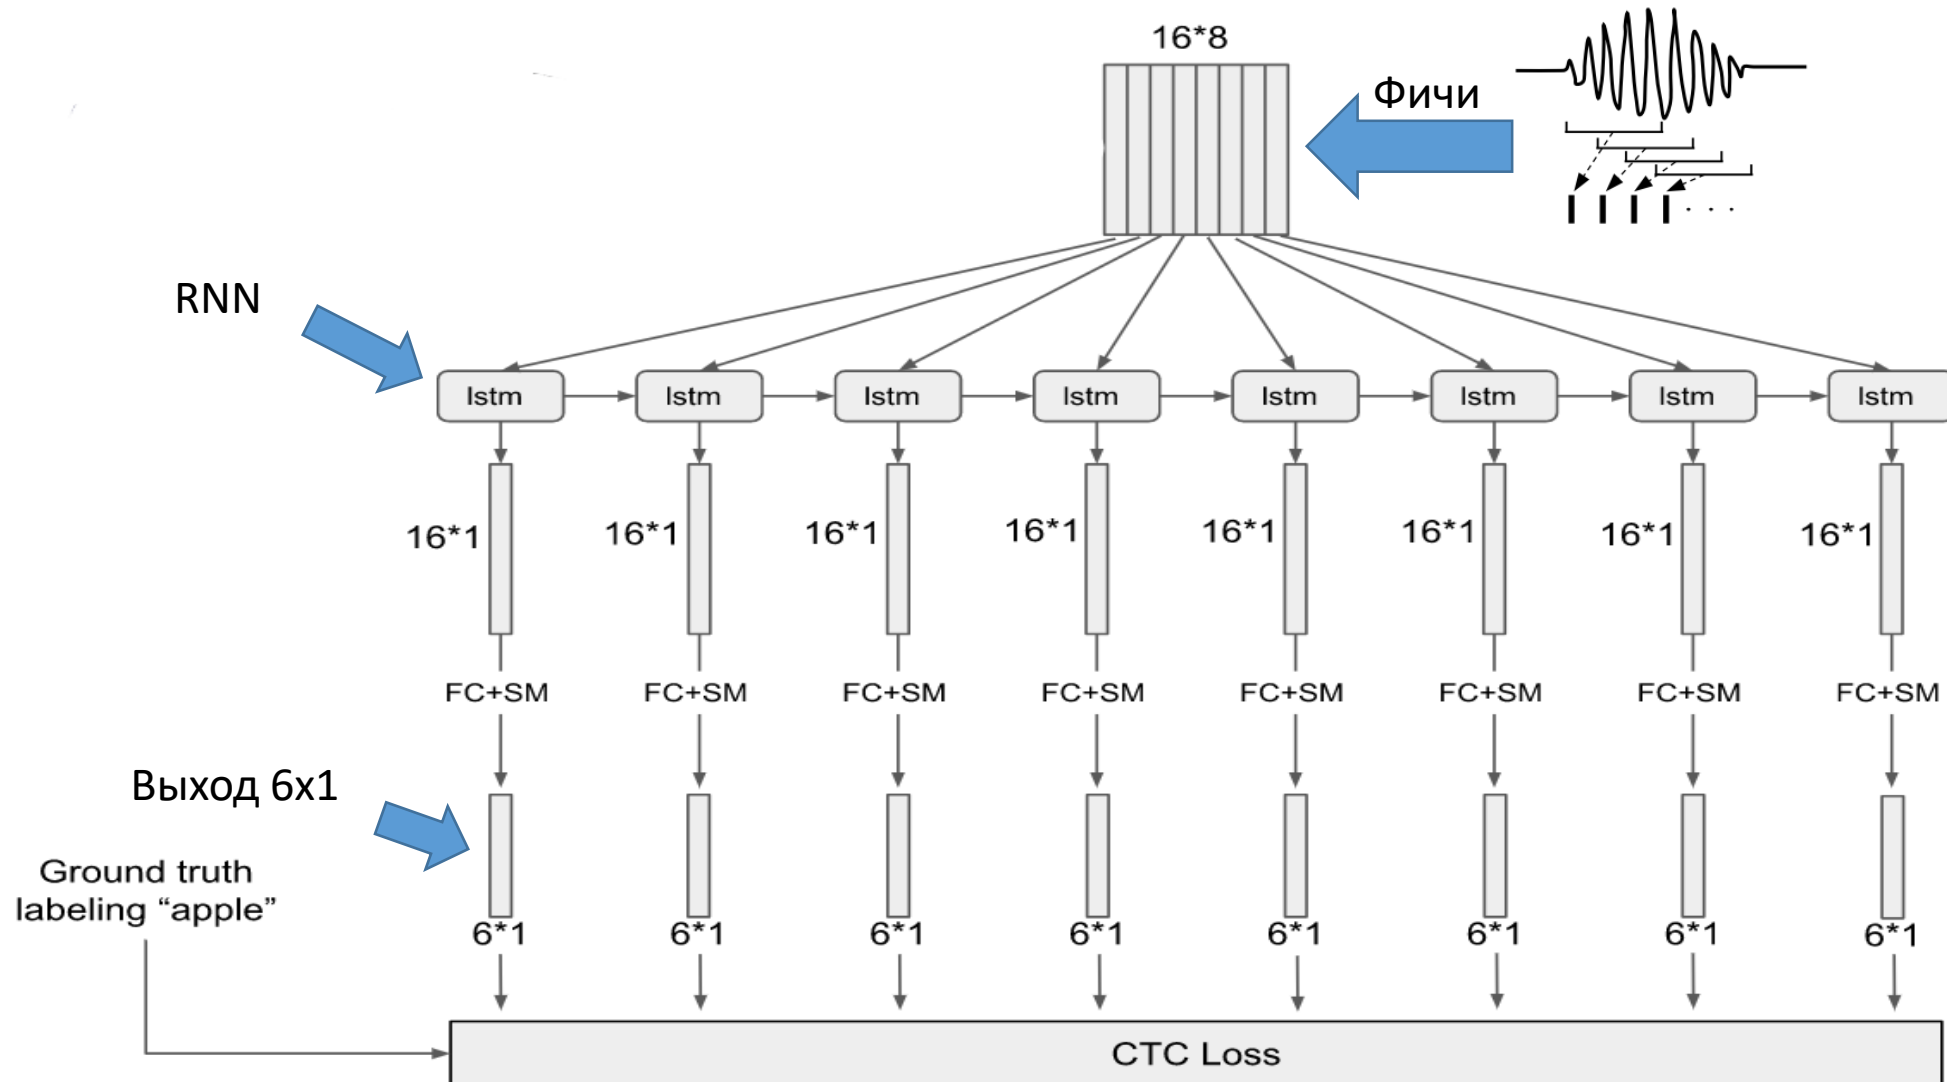 16*8
Фичи
RNN
lstm lstm lstm lstm lstm lstm lstm lstm
16*1 16*1 16*1 16*1 16*1 16*1 16*1 16*1
FC+SM FC+SM FC+SM FC+SM FC+SM FC+SM FC+SM FC+SM
Выход 6x1
Ground truth
labeling “apple”
6*1 6*1 6*1 6*1 6*1 6*1 6*1 6*1
CTC Loss